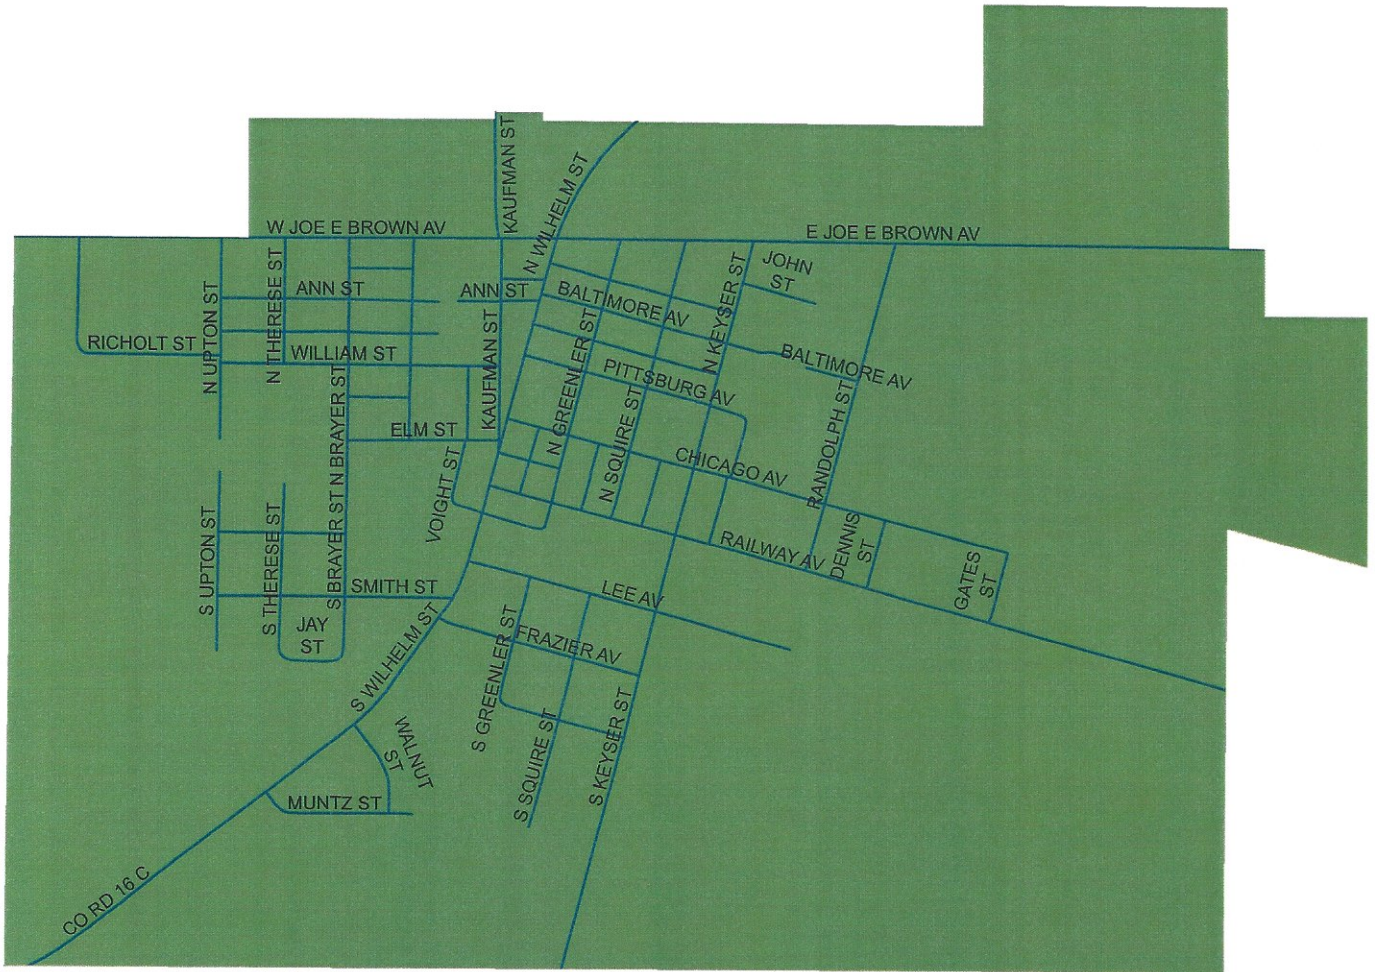 KAUFMAN ST
N WILHELM ST
W JOE E BROWN AV
E JOE E BROWN AV
N UPTON ST
N THERESE ST
ANN ST
ANN ST
JOHN
ST
BALTIMORE AV
N KEYSER ST
RICHOLT ST
WILLIAM ST
KAUFMAN ST
N GREENLER ST
PITTSBURG AV
BALTIMORE AV
N BRAYER ST
ELM ST
N SQUIRE ST
RANDOLPH ST
VOIGHT ST
CHICAGO AV
S UPTON ST
S THERESE ST
S BRAYER ST
RAILWAY AV
DENNIS
ST
GATES
ST
SMITH ST
LEE AV
JAY
ST
S WILHELM ST
FRAZIER AV
S GREENLER ST
WALNUT
ST
S SQUIRE ST
S KEYSER ST
MUNTZ ST
CO RD 16 C